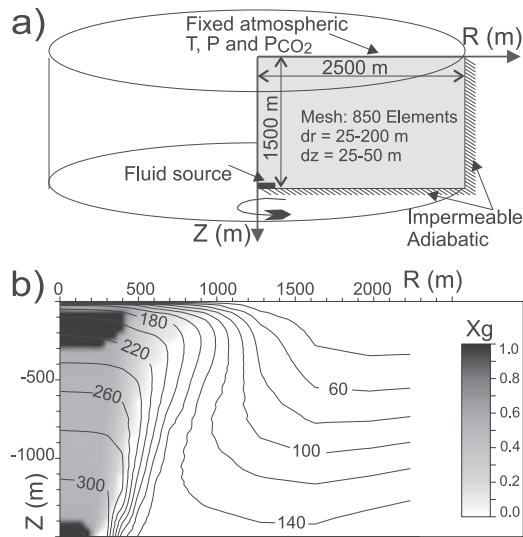 a)
Fixed atmospheric
T, P and PCO2
R (m)
2500 m
1500 m
Mesh: 850 Elements
dr = 25-200 m
dz = 25-50 m
Fluid source
Impermeable
Adiabatic
Z (m)
b)
0 500 1000 1500 2000 R (m)
180
220
260
300
60
100
140
-500
-1000
Z (m)
Xg
1.0
0.8
0.6
0.4
0.2
0.0